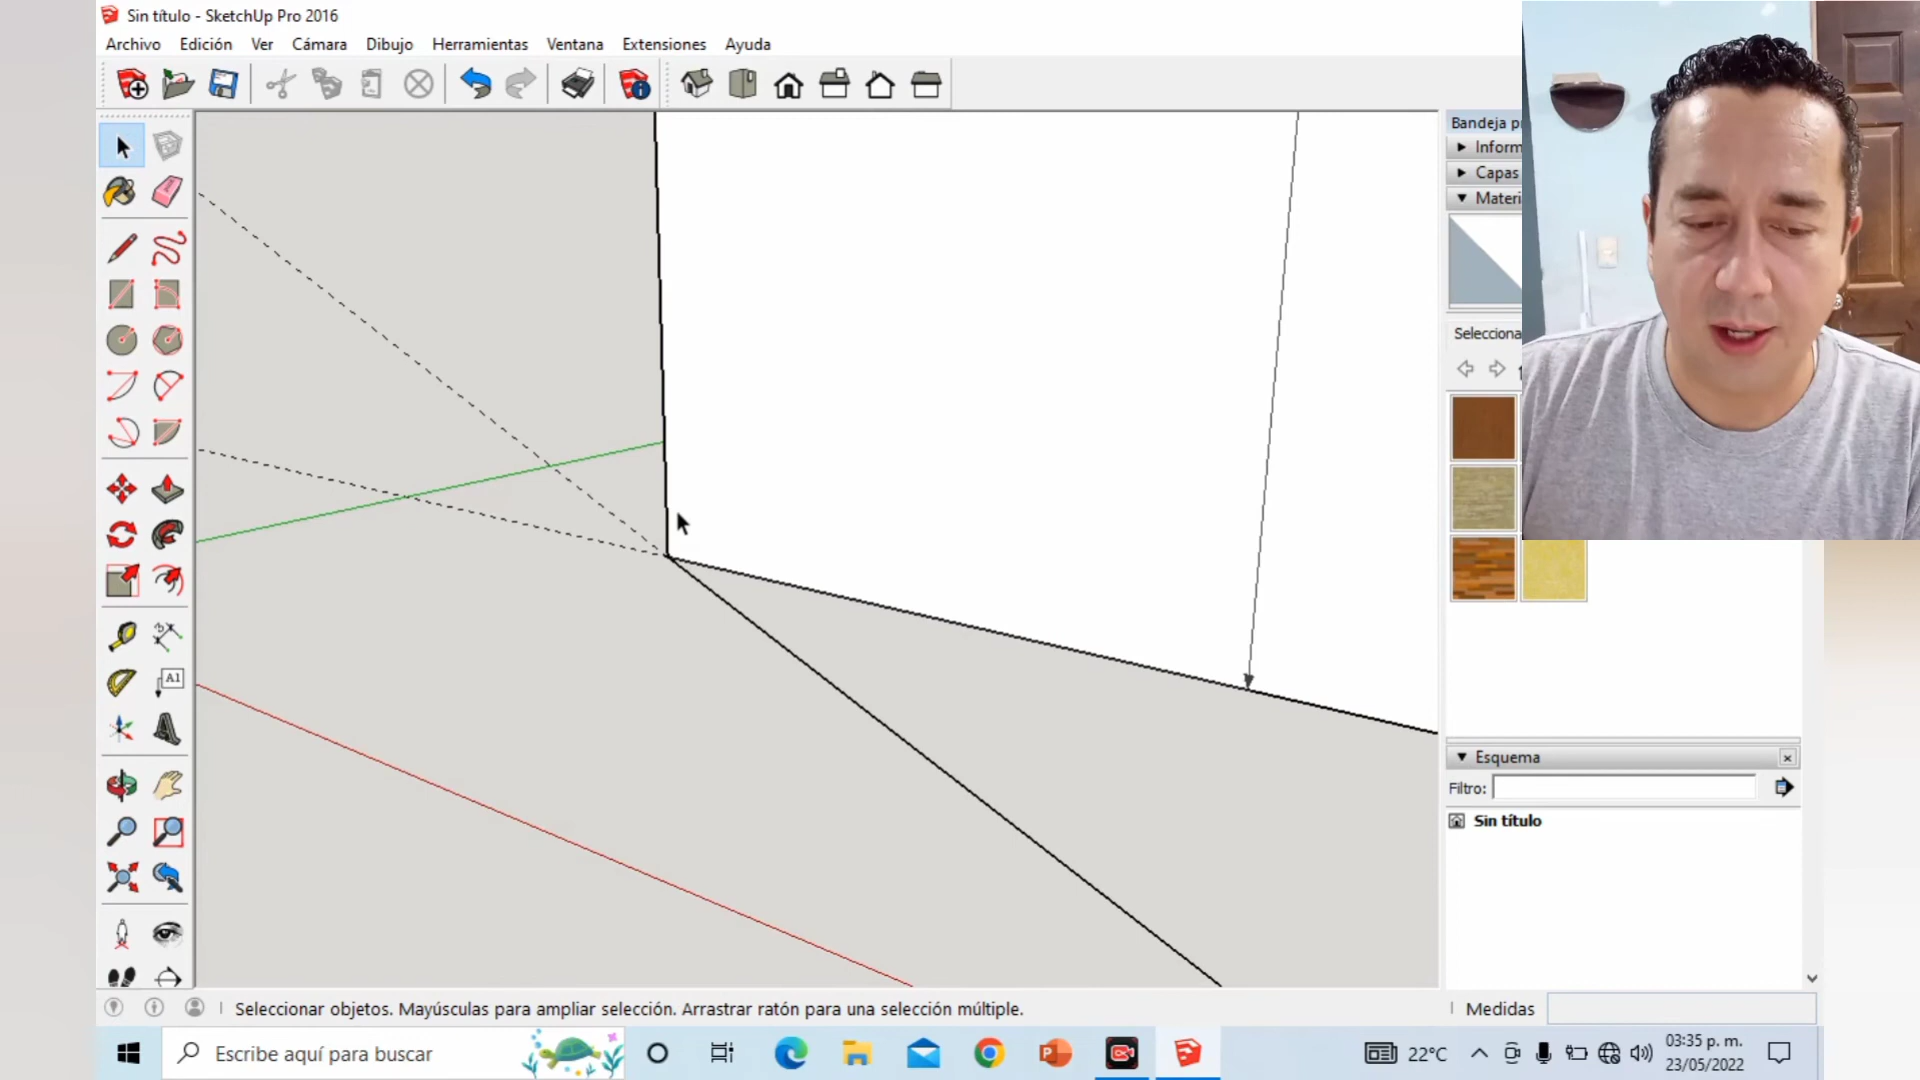 Sin título - SketchUp Pro 2016
Archivo Edición Ver Cámara Dibujo Herramientas Ventana Extensiones Ayuda
Bandeja p
Inform
Capas
Materi
Selecciona
A1
Esquema
Filtro:
Sin título
Seleccionar objetos. Mayúsculas para ampliar selección. Arrastrar ratón para una selección múltiple.
Medidas
Escribe aquí para buscar
22°C
03:35 p. m.
23/05/2022